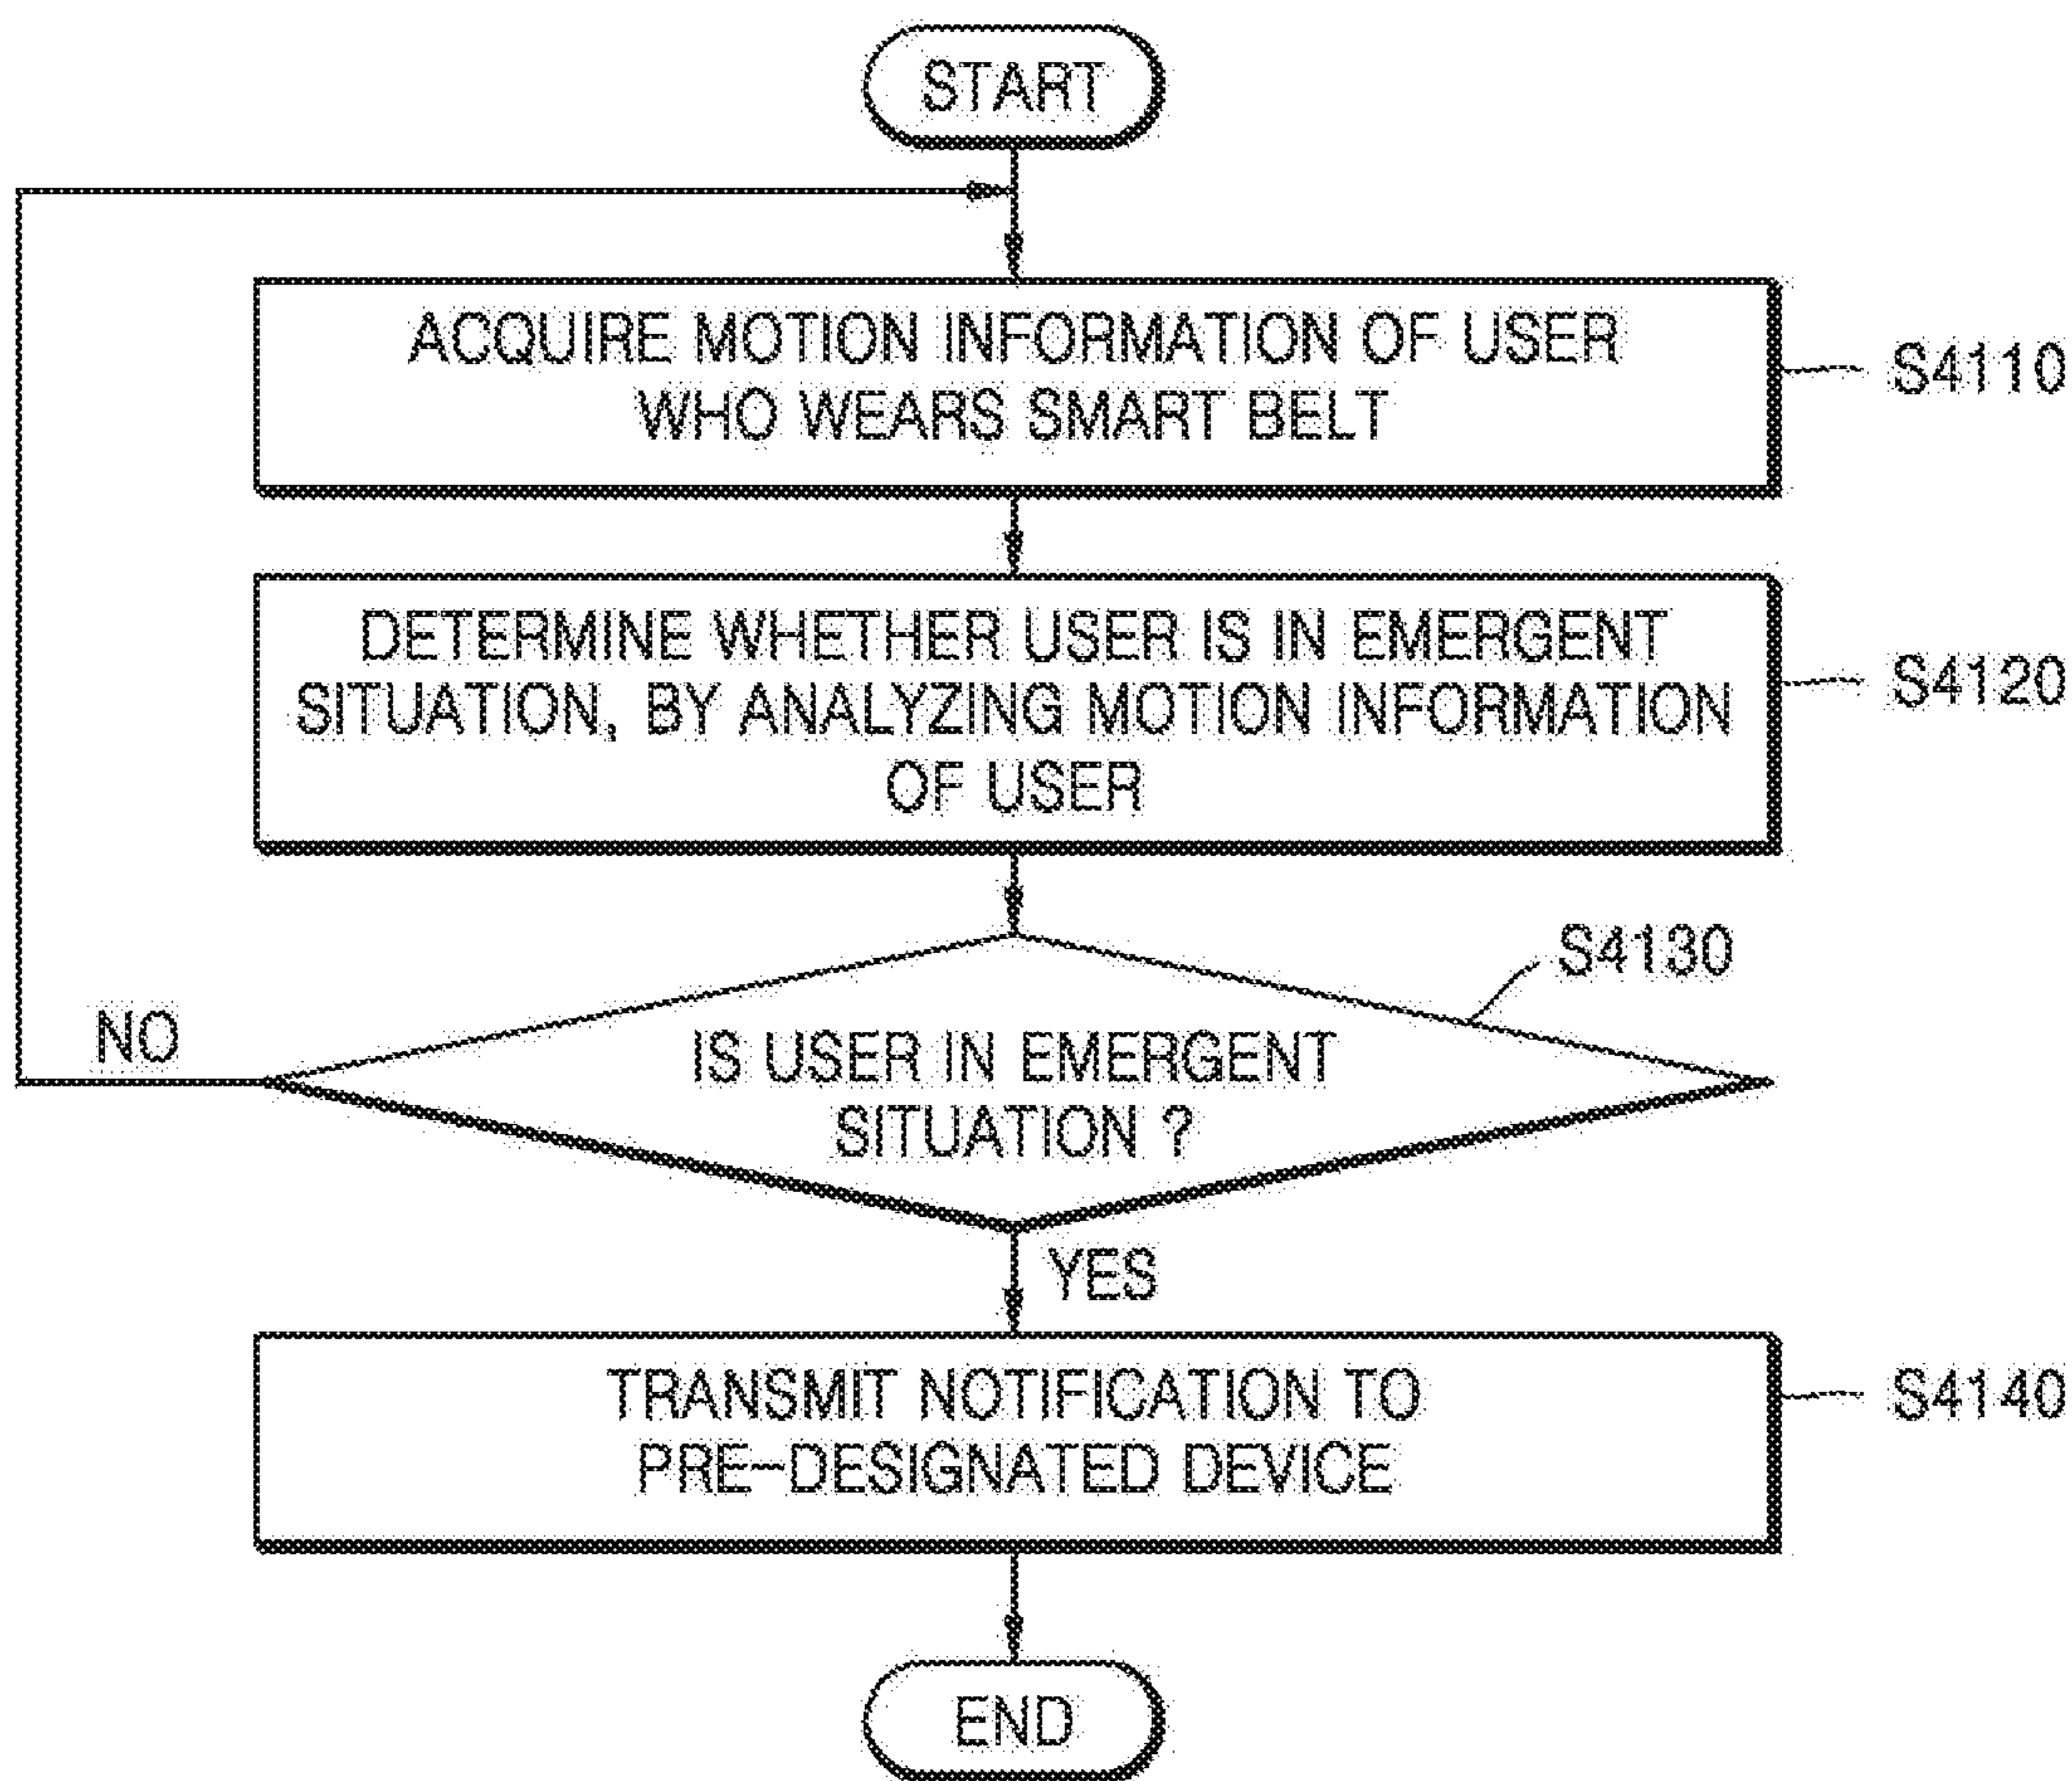 START
ACQUIRE MOTION INFORMATION OF USER
WHO WEARS SMART BELT
S4110
DETERMINE WHETHER USER IS IN EMERGENT
SITUATION, BY ANALYZING MOTION INFORMATION
OF USER
S4120
S4130
NO
IS USER IN EMERGENT
SITUATION ?
YES
TRANSMIT NOTIFICATION TO
PRE-DESIGNATED DEVICE
S4140
END